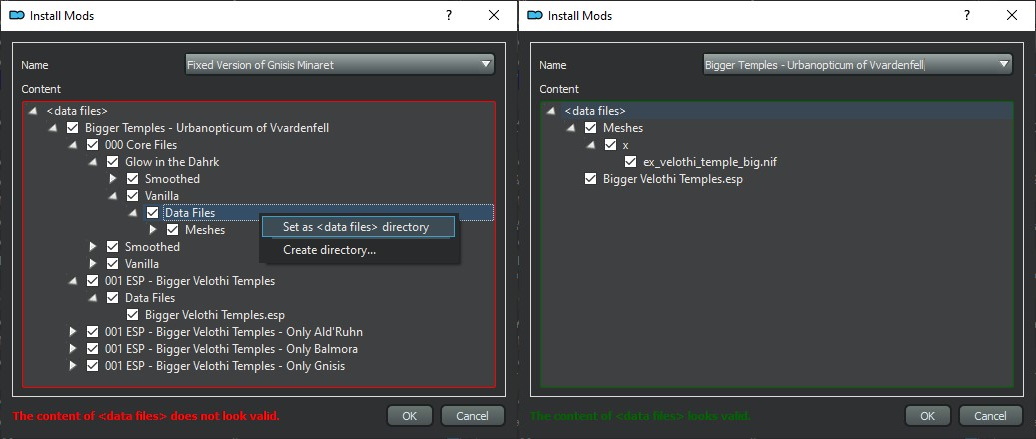 Install Mods
?
Name
Fixed Version of Gnisis Minaret
Content
<data files>
Bigger Temples - Urbanopticum of Vvardenfell
000 Core Files
Glow in the Dahrk
Smoothed
Vanilla
Data Files
Meshes
Set as <data files> directory
Create directory...
Smoothed
Vanilla
001 ESP - Bigger Velothi Temples
Data Files
Bigger Velothi Temples.esp
001 ESP - Bigger Velothi Temples - Only Ald'Ruhn
001 ESP - Bigger Velothi Temples - Only Balmora
001 ESP - Bigger Velothi Temples - Only Gnisis
The content of <data files> does not look valid.
OK
Cancel
Install Mods
?
Name
Bigger Temples - Urbanopticum of Vvardenfell
Content
<data files>
Meshes
x
ex_velothi_temple_big.nif
Bigger Velothi Temples.esp
The content of <data files> looks valid.
OK
Cancel